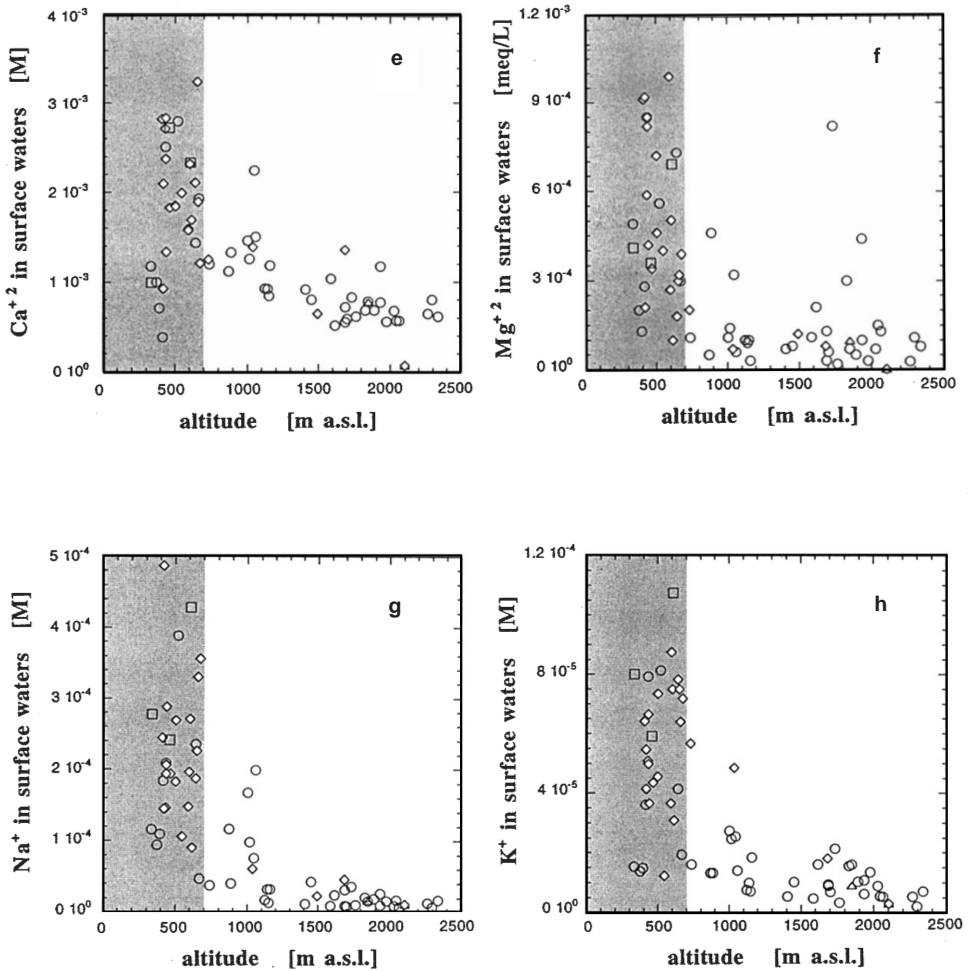 4 10⁻³
3 10⁻³
2 10⁻³
1 10⁻³
0 10⁰
Ca⁺² in surface waters [M]
e
0 500 1000 1500 2000 2500
altitude [m a.s.l.]
1.2 10⁻³
9 10⁻⁴
6 10⁻⁴
3 10⁻⁴
0 10⁰
Mg⁺² in surface waters [meq/L]
f
0 500 1000 1500 2000 2500
altitude [m a.s.l.]
5 10⁻⁴
4 10⁻⁴
3 10⁻⁴
2 10⁻⁴
1 10⁻⁴
0 10⁰
Na⁺ in surface waters [M]
g
0 500 1000 1500 2000 2500
altitude [m a.s.l.]
1.2 10⁻⁴
8 10⁻⁵
4 10⁻⁵
0 10⁰
K⁺ in surface waters [M]
h
0 500 1000 1500 2000 2500
altitude [m a.s.l.]